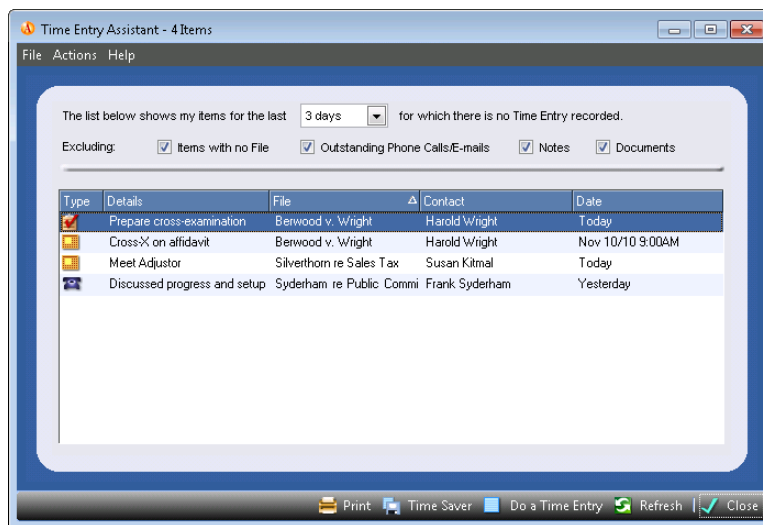 Time Entry Assistant - 4 Items
File Actions Help
The list below shows my items for the last 3 days for which there is no Time Entry recorded.
Excluding: Items with no File Outstanding Phone Calls/E-mails Notes Documents
Type Details File Contact Date
Prepare cross-examination Berwood v. Wright Harold Wright Today
Cross-X on affidavit Berwood v. Wright Harold Wright Nov 10/10 9:00AM
Meet Adjustor Silverthorn re Sales Tax Susan Kitmal Today
Discussed progress and setup Syderham re Public Commi Frank Syderham Yesterday
Print Time Saver Do a Time Entry Refresh Close